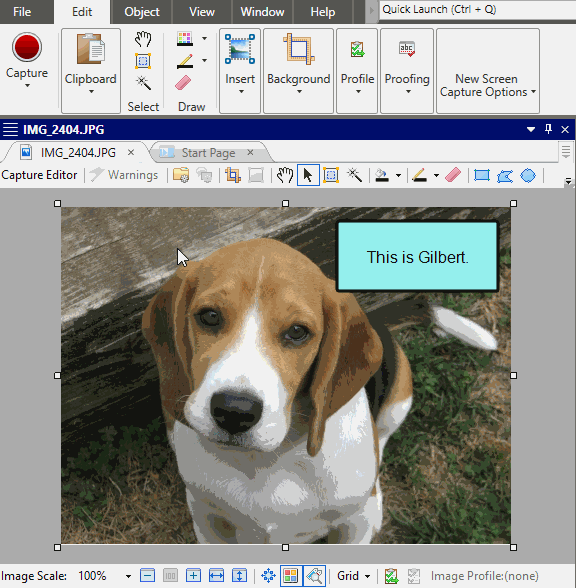 File Edit Object View Window Help Quick Launch (Ctrl + Q)
Capture Clipboard Select Draw Insert Background Profile Proofing New Screen
Capture Options
abc
IMG_2404.JPG
IMG_2404.JPG Start Page
Capture Editor Warnings
This is Gilbert.
Image Scale: 100% Grid Image Profile:(none)